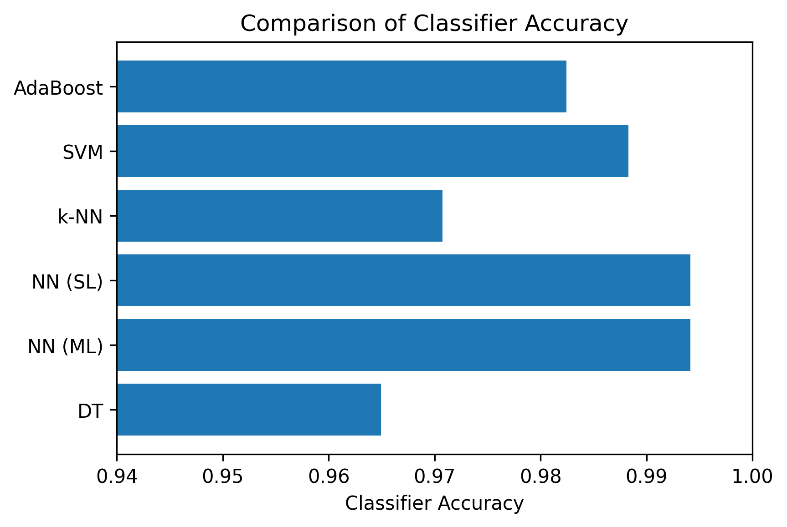 Comparison of Classifier Accuracy
AdaBoost
SVM
k-NN
NN (SL)
NN (ML)
DT
0.94 0.95 0.96 0.97 0.98 0.99 1.00
Classifier Accuracy